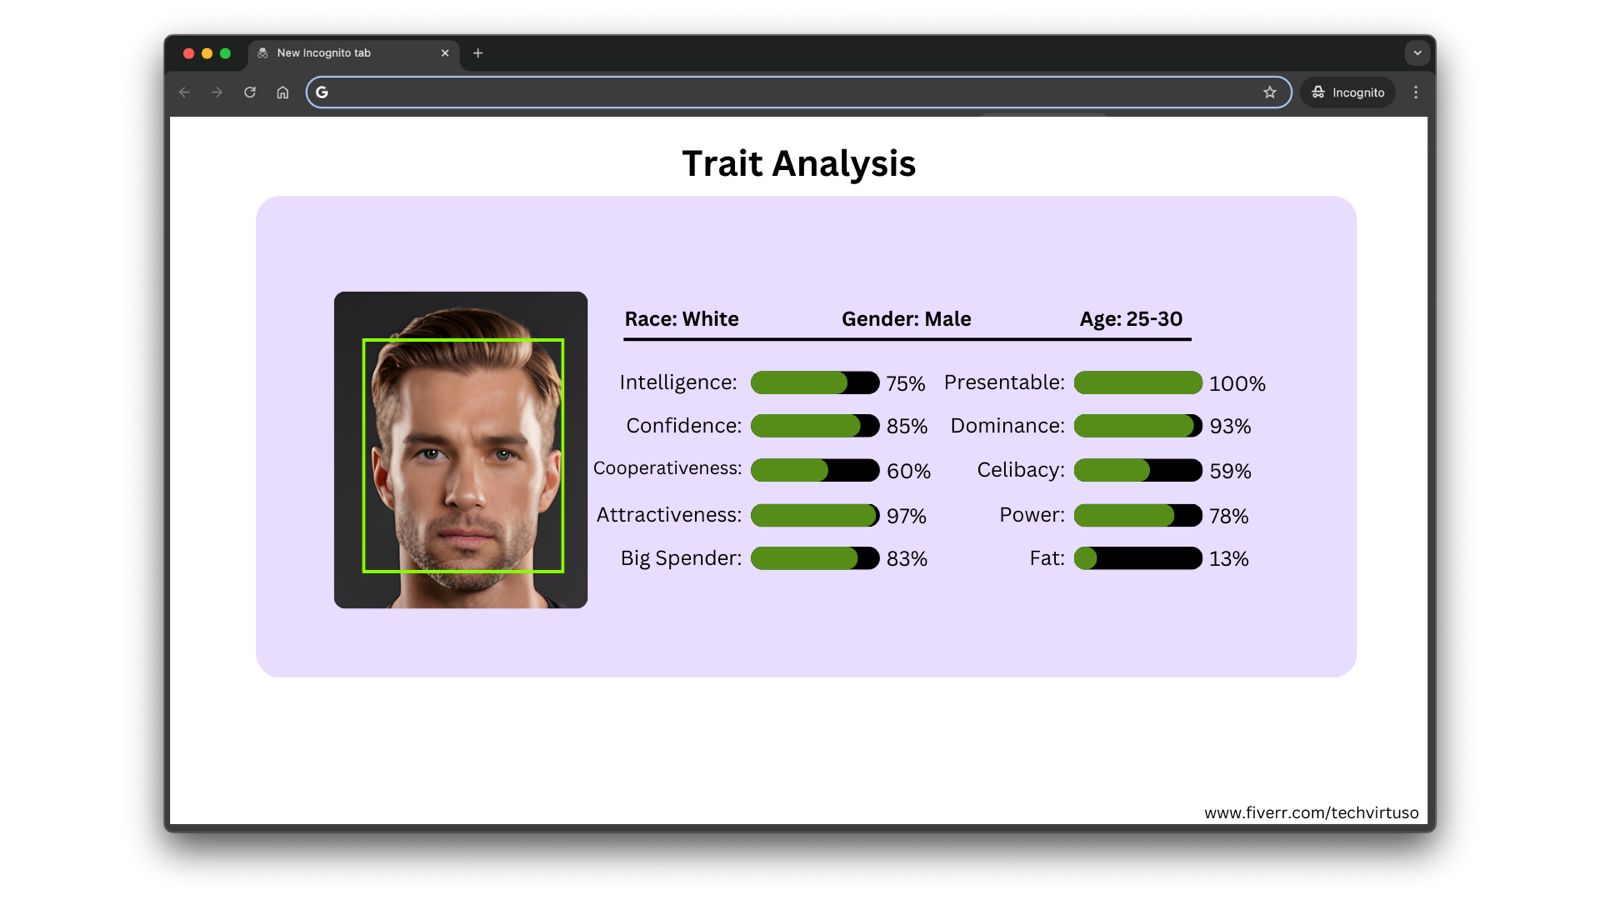 New Incognito tab
Incognito
Trait Analysis
Race: White Gender: Male Age: 25-30
Intelligence: 75% Presentable: 100%
Confidence: 85% Dominance: 93%
Cooperativeness: 60% Celibacy: 59%
Attractiveness: 97% Power: 78%
Big Spender: 83% Fat: 13%
www.fiverr.com/techvirtuso